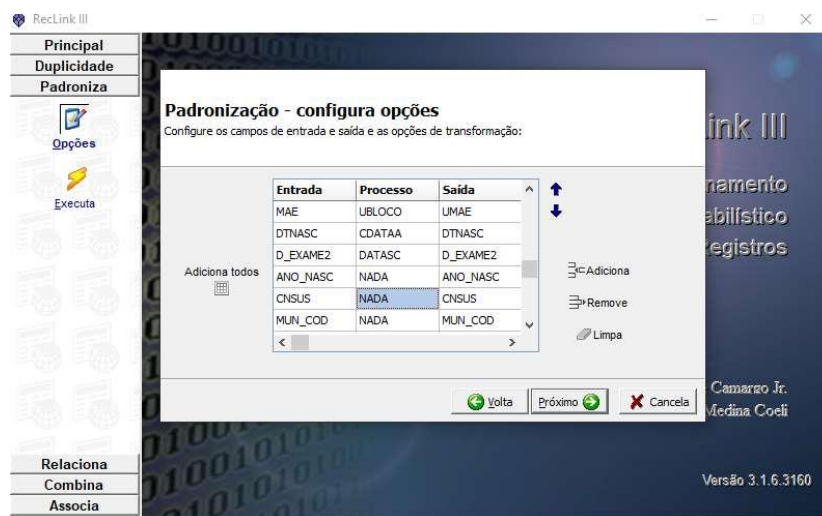 RecLink III
Principal
Duplicidade
Padroniza
Opções
Executa
Relaciona
Combina
Associa
Padronização - configura opções
Configure os campos de entrada e saída e as opções de transformação:
Adiciona todos
Entrada Processo Saída
MAE UBLOCO UMAE
DTNASC CDATAA DTNASC
D_EXAME2 DATASC D_EXAME2
ANO_NASC NADA ANO_NASC
CNSUS NADA CNSUS
MUN_COD NADA MUN_COD
Adiciona
Remove
Limpa
Volta
Próximo
Cancela
ink III
namento
abilístico
egistros
Camargo Jr.
Medina Coeli
Versão 3.1.6.3160